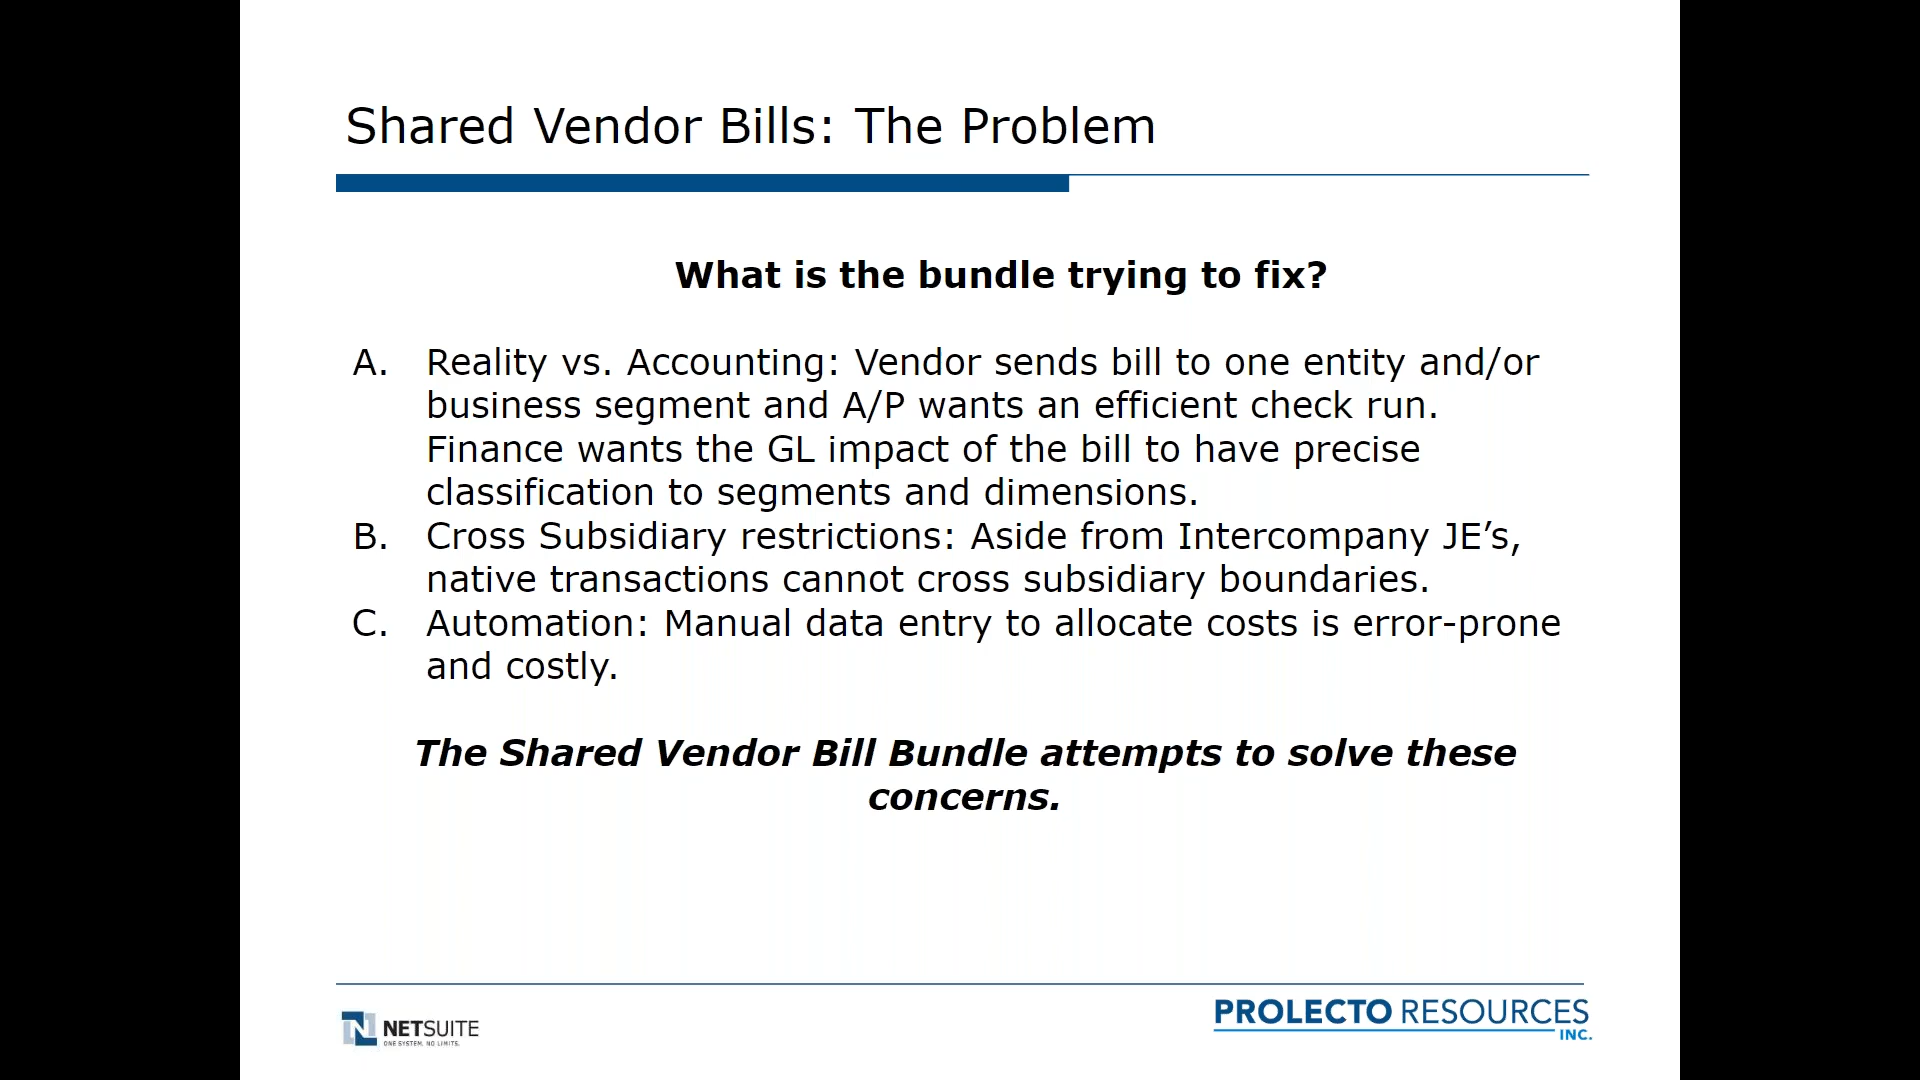 Shared Vendor Bills: The Problem
What is the bundle trying to fix?
A. Reality vs. Accounting: Vendor sends bill to one entity and/or
business segment and A/P wants an efficient check run.
Finance wants the GL impact of the bill to have precise
classification to segments and dimensions.
B. Cross Subsidiary restrictions: Aside from Intercompany JE’s,
native transactions cannot cross subsidiary boundaries.
C. Automation: Manual data entry to allocate costs is error-prone
and costly.
The Shared Vendor Bill Bundle attempts to solve these
concerns.
N NETSUITE
ONE SYSTEM. NO LIMITS.
PROLECTO RESOURCES
INC.